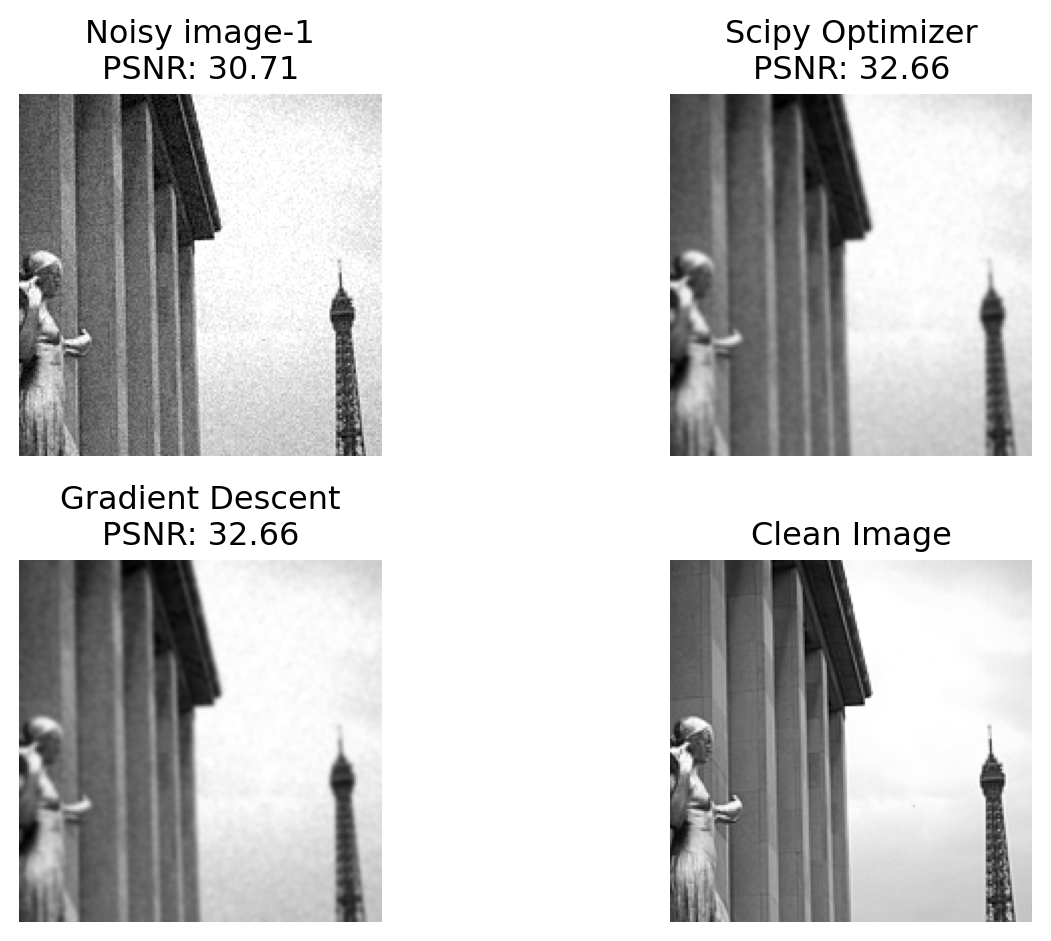 Noisy image-1
PSNR: 30.71
Scipy Optimizer
PSNR: 32.66
Gradient Descent
PSNR: 32.66
Clean Image